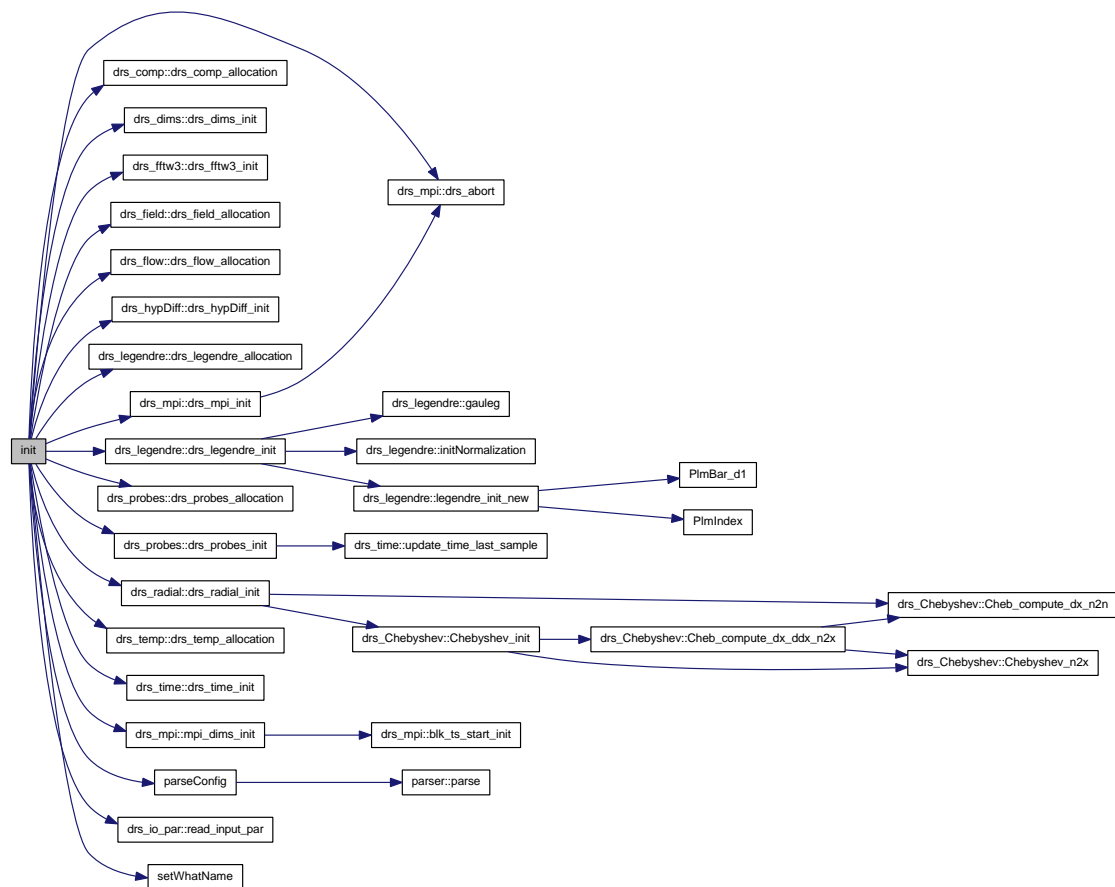 init
drs_comp::drs_comp_allocation
drs_dims::drs_dims_init
drs_fftw3::drs_fftw3_init
drs_field::drs_field_allocation
drs_flow::drs_flow_allocation
drs_hypDiff::drs_hypDiff_init
drs_legendre::drs_legendre_allocation
drs_mpi::drs_mpi_init
drs_legendre::drs_legendre_init
drs_probes::drs_probes_allocation
drs_probes::drs_probes_init
drs_radial::drs_radial_init
drs_temp::drs_temp_allocation
drs_time::drs_time_init
drs_mpi::mpi_dims_init
parseConfig
drs_io_par::read_input_par
setWhatName
drs_mpi::drs_abort
drs_legendre::gauleg
drs_legendre::initNormalization
drs_legendre::legendre_init_new
drs_time::update_time_last_sample
drs_Chebyshev::Chebyshev_init
drs_mpi::blk_ts_start_init
parser::parse
PlmBar_d1
PlmIndex
drs_Chebyshev::Cheb_compute_dx_ddx_n2x
drs_Chebyshev::Cheb_compute_dx_n2n
drs_Chebyshev::Chebyshev_n2x